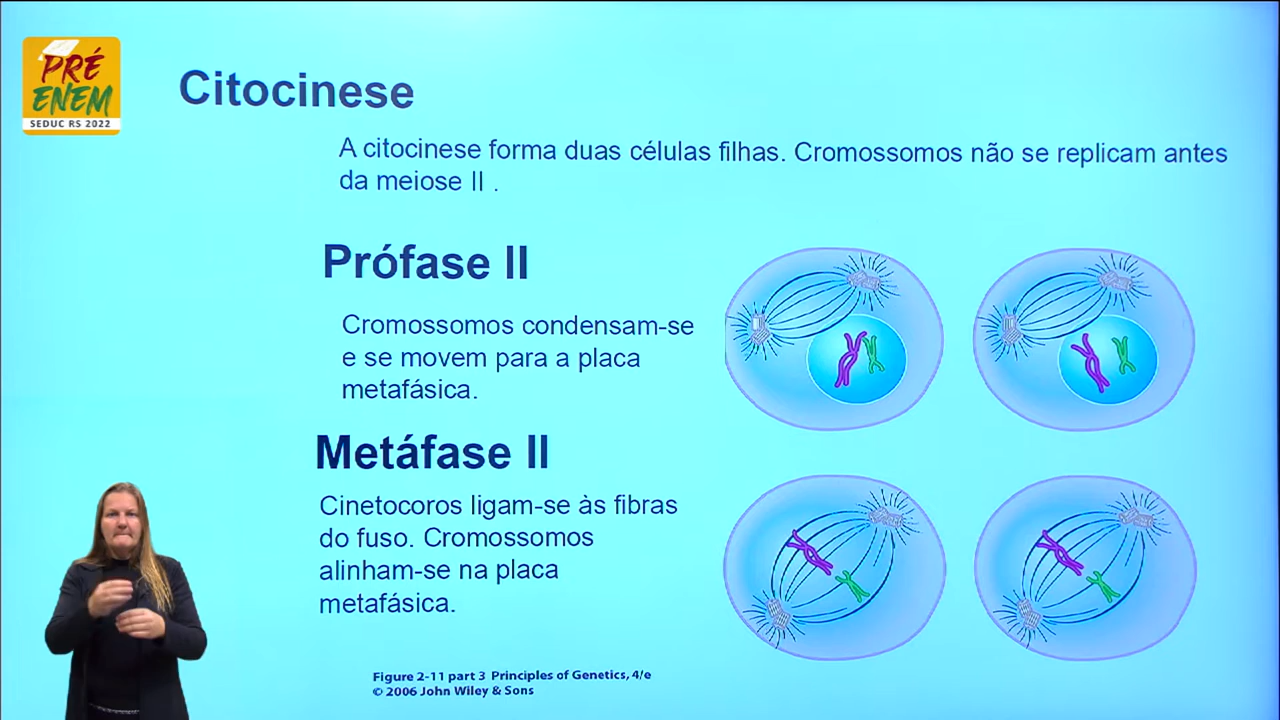 PRÉ
ENEM
SEDUC RS 2022
Citocinese
A citocinese forma duas células filhas. Cromossomos não se replicam antes
da meiose II .
Prófase II
Cromossomos condensam-se
e se movem para a placa
metafásica.
Metáfase II
Cinetocoros ligam-se às fibras
do fuso. Cromossomos
alinham-se na placa
metafásica.
Figure 2-11 part 3 Principles of Genetics, 4/e
© 2006 John Wiley & Sons